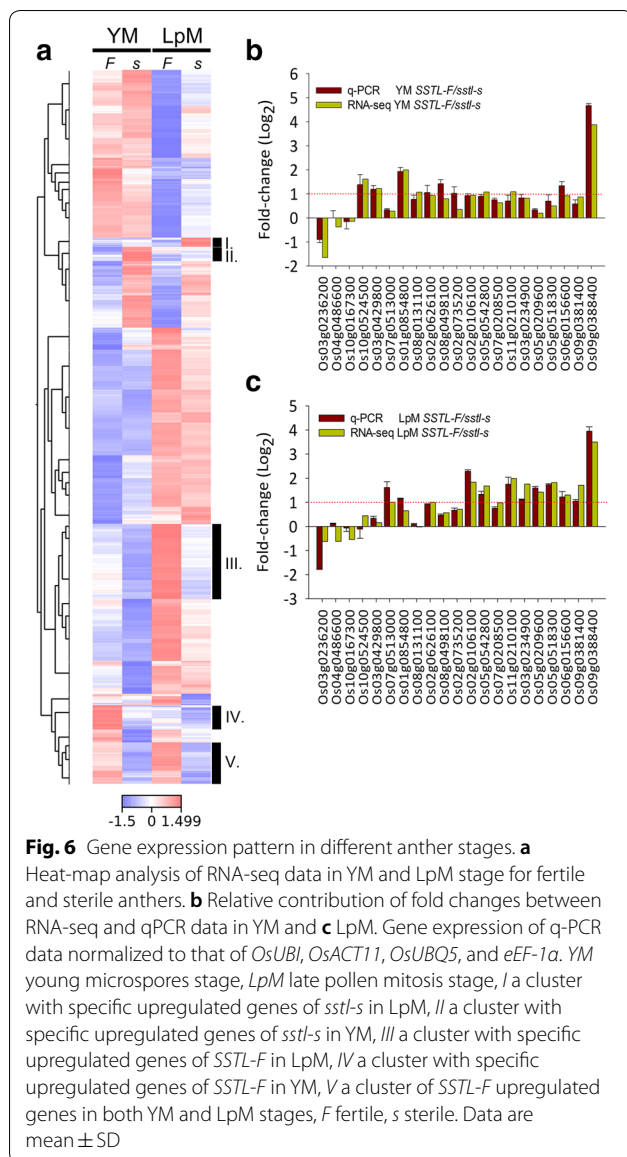 a
YM LpM
F s F s
I.
II.
III.
IV.
V.
-1.5 0 1.499
b
q-PCR YM SSTL-F/sstl-s
RNA-seq YM SSTL-F/sstl-s
Fold-change (Log2)
6
5
4
3
2
1
0
-1
-2
Os03g0236200
Os04g0486600
Os10g0167300
Os10g0524500
Os03g0429800
Os07g0513000
Os01g0854800
Os08g0131100
Os02g0626100
Os08g0498100
Os02g0735200
Os02g0106100
Os05g0542800
Os07g0208500
Os11g0210100
Os03g0234900
Os05g0209600
Os05g0518300
Os06g0156600
Os09g0381400
Os09g0388400
c
q-PCR LpM SSTL-F/sstl-s
RNA-seq LpM SSTL-F/sstl-s
Fold-change (Log2)
5
4
3
2
1
0
-1
-2
-3
Os03g0236200
Os04g0486600
Os10g0167300
Os10g0524500
Os03g0429800
Os07g0513000
Os01g0854800
Os08g0131100
Os02g0626100
Os08g0498100
Os02g0735200
Os02g0106100
Os05g0542800
Os07g0208500
Os11g0210100
Os03g0234900
Os05g0209600
Os05g0518300
Os06g0156600
Os09g0381400
Os09g0388400
Fig. 6 Gene expression pattern in different anther stages. a
Heat-map analysis of RNA-seq data in YM and LpM stage for fertile
and sterile anthers. b Relative contribution of fold changes between
RNA-seq and qPCR data in YM and c LpM. Gene expression of q-PCR
data normalized to that of OsUBI, OsACT11, OsUBQ5, and eEF-1α. YM
young microspores stage, LpM late pollen mitosis stage, I a cluster
with specific upregulated genes of sstl-s in LpM, II a cluster with
specific upregulated genes of sstl-s in YM, III a cluster with specific
upregulated genes of SSTL-F in LpM, IV a cluster with specific
upregulated genes of SSTL-F in YM, V a cluster of SSTL-F upregulated
genes in both YM and LpM stages, F fertile, s sterile. Data are
mean ± SD